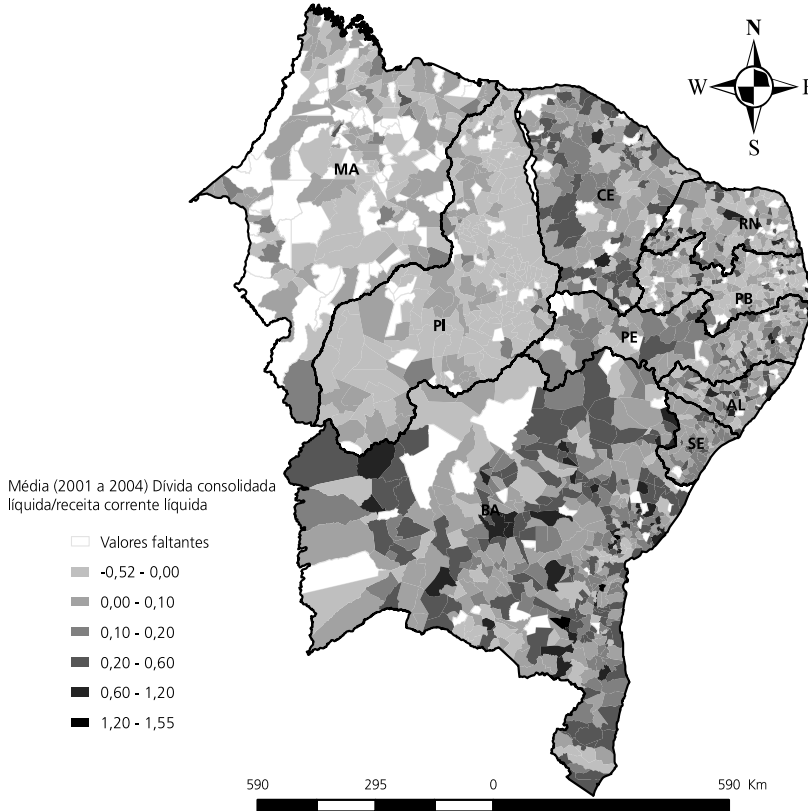 N
W
E
S
MA
CE
RN
PB
PI
PE
AL
SE
BA
Média (2001 a 2004) Dívida consolidada
líquida/receita corrente líquida
Valores faltantes
-0,52 - 0,00
0,00 - 0,10
0,10 - 0,20
0,20 - 0,60
0,60 - 1,20
1,20 - 1,55
590 295 0 590 Km